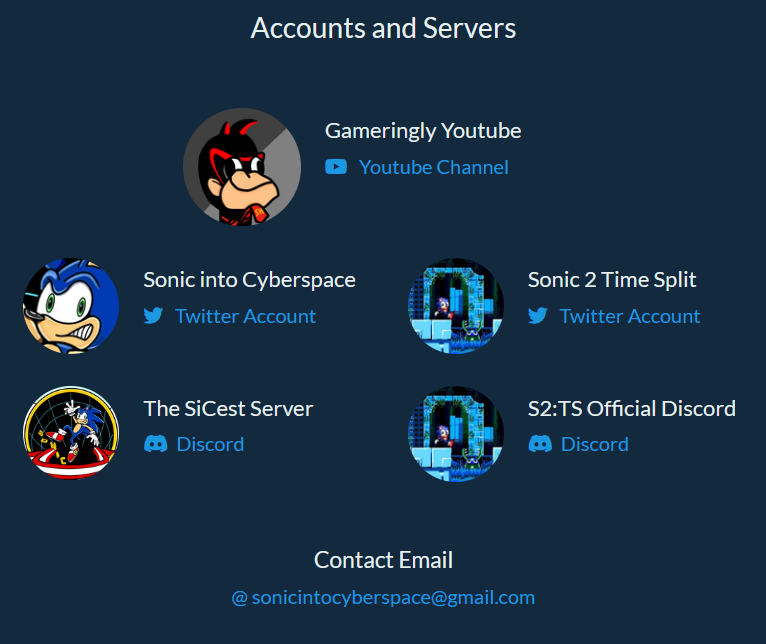 Accounts and Servers
Gameringly Youtube
Youtube Channel
Sonic into Cyberspace
Twitter Account
Sonic 2 Time Split
Twitter Account
The SiCest Server
Discord
S2:TS Official Discord
Discord
Contact Email
@ sonicintocyberspace@gmail.com